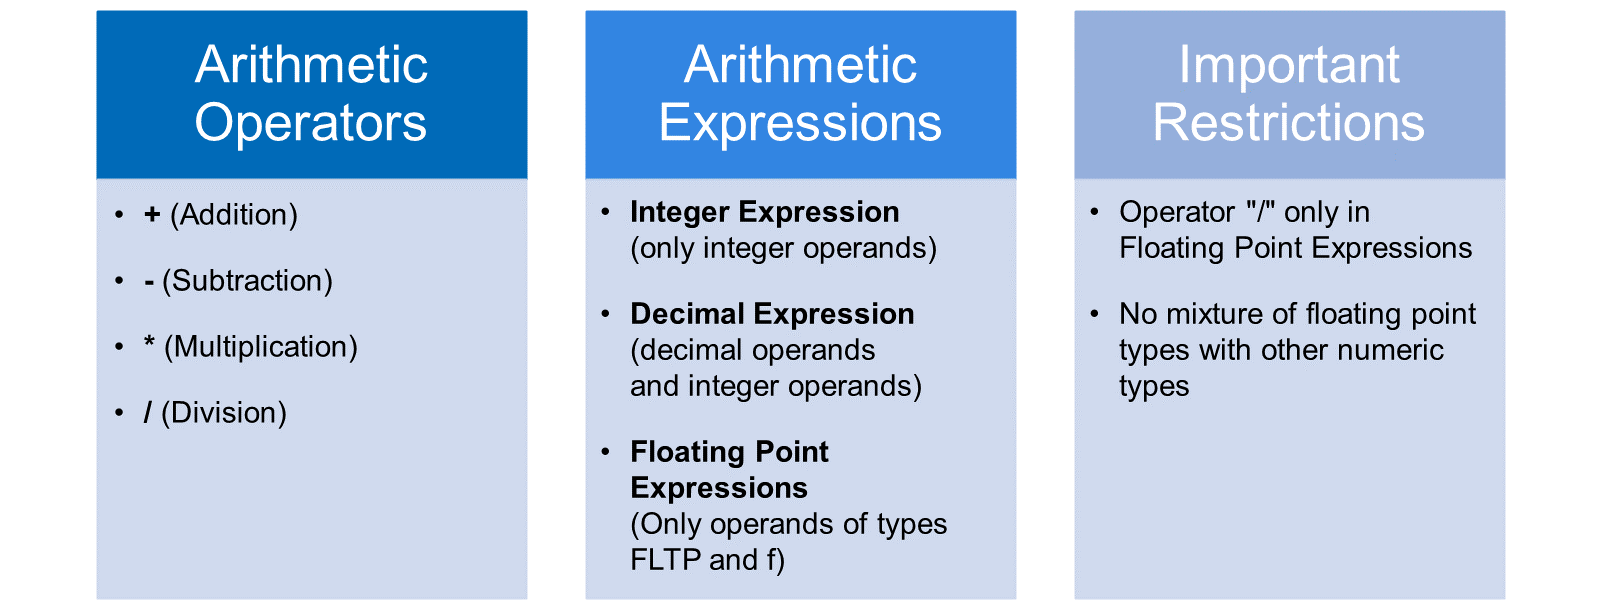 Arithmetic
Operators
• + (Addition)
• - (Subtraction)
• * (Multiplication)
• / (Division)
Arithmetic
Expressions
• Integer Expression
(only integer operands)
• Decimal Expression
(decimal operands
and integer operands)
• Floating Point
Expressions
(Only operands of types
FLTP and f)
Important
Restrictions
• Operator "/" only in
Floating Point Expressions
• No mixture of floating point
types with other numeric
types